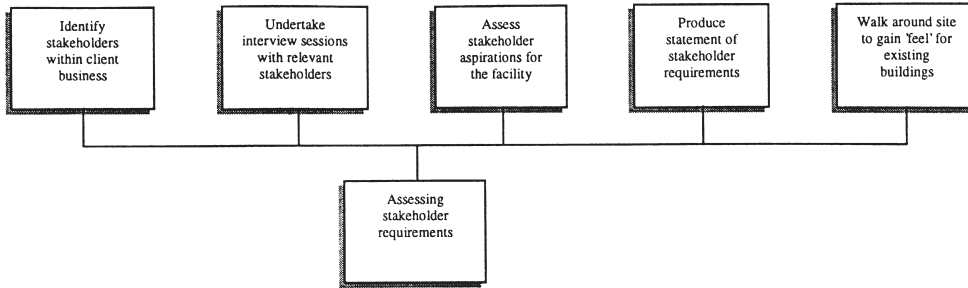 Identify
stakeholders
within client
business
Undertake
interview sessions
with relevant
stakeholders
Assess
stakeholder
aspirations for
the facility
Produce
statement of
stakeholder
requirements
Walk around site
to gain 'feel' for
existing
buildings
Assessing
stakeholder
requirements